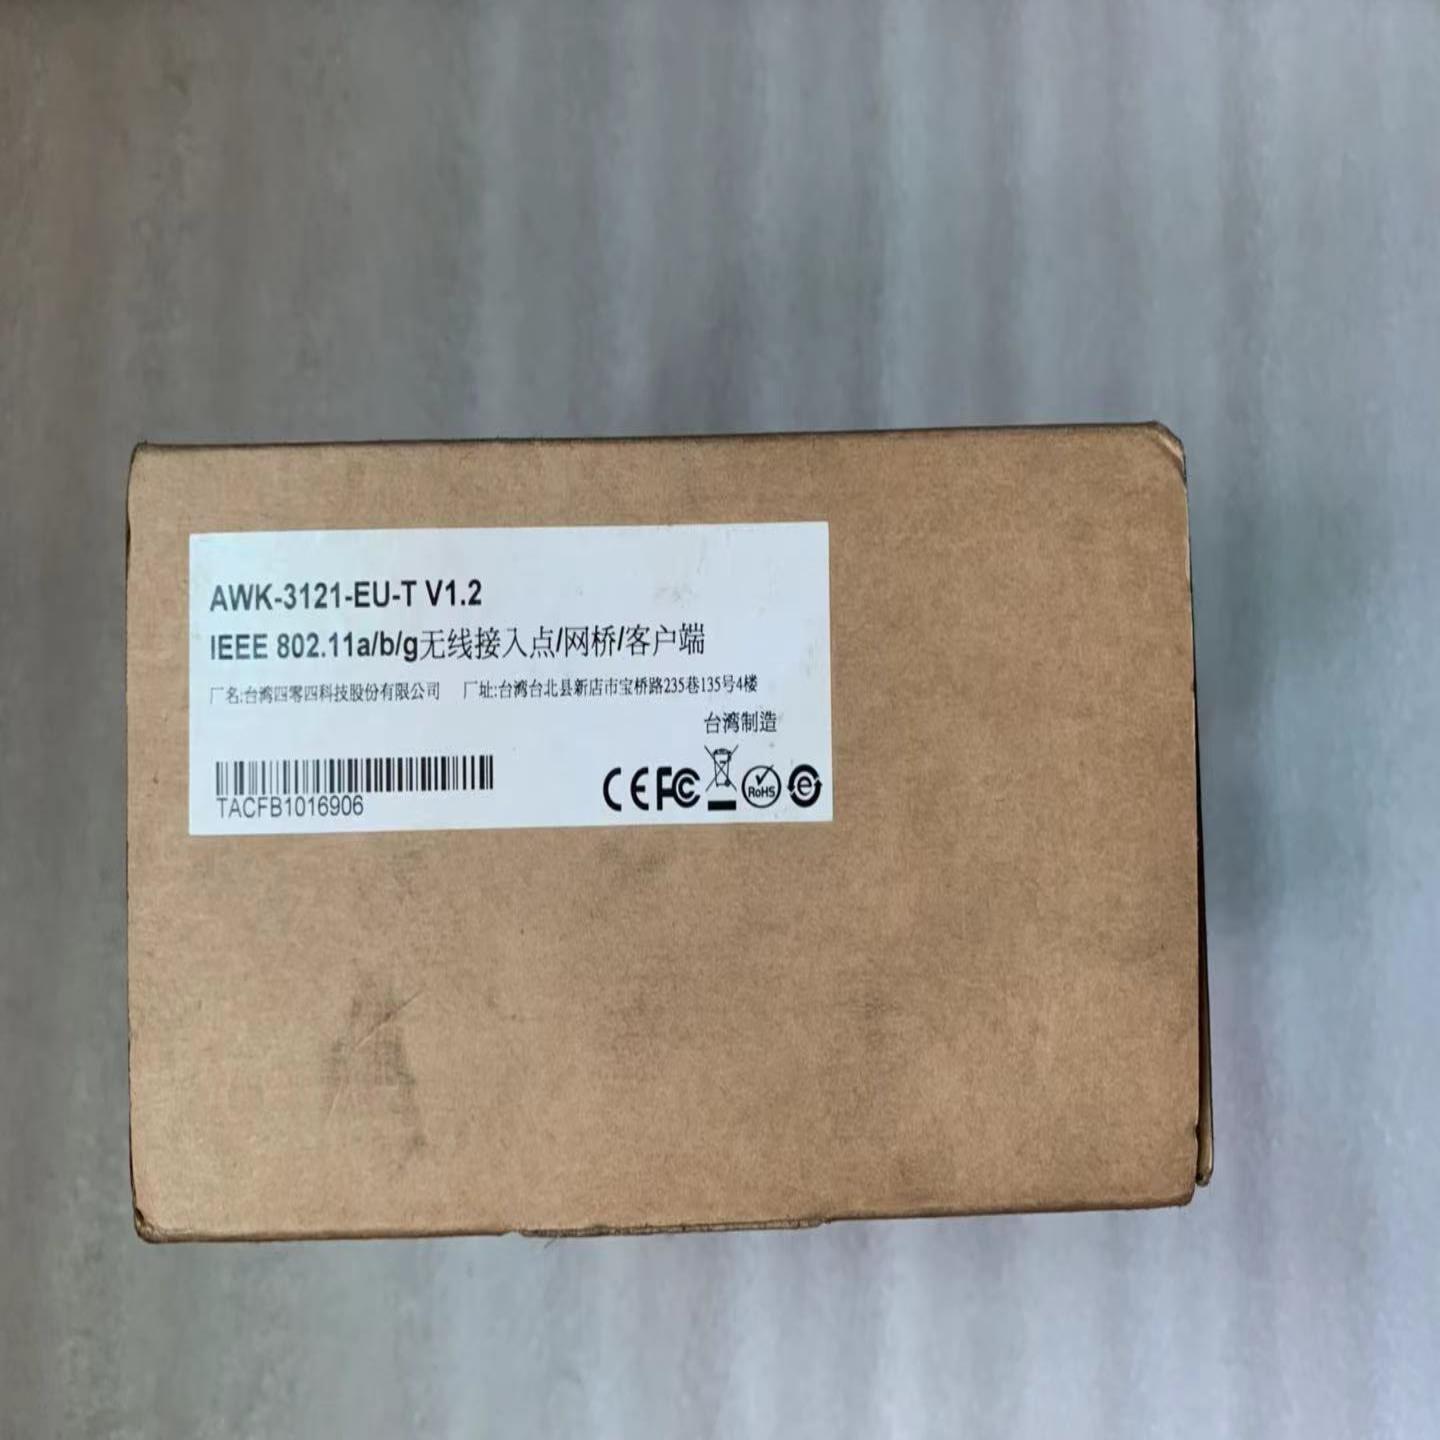 AWK-3121-EU-T V1.2
IEEE 802.11a/b/g无线接入点/网桥/客户端
厂名:台湾四零四科技股份有限公司 厂址:台湾台北县新店市宝桥路235巷135号4楼
台湾制造
TACFB1016906
CE FC RoHS e